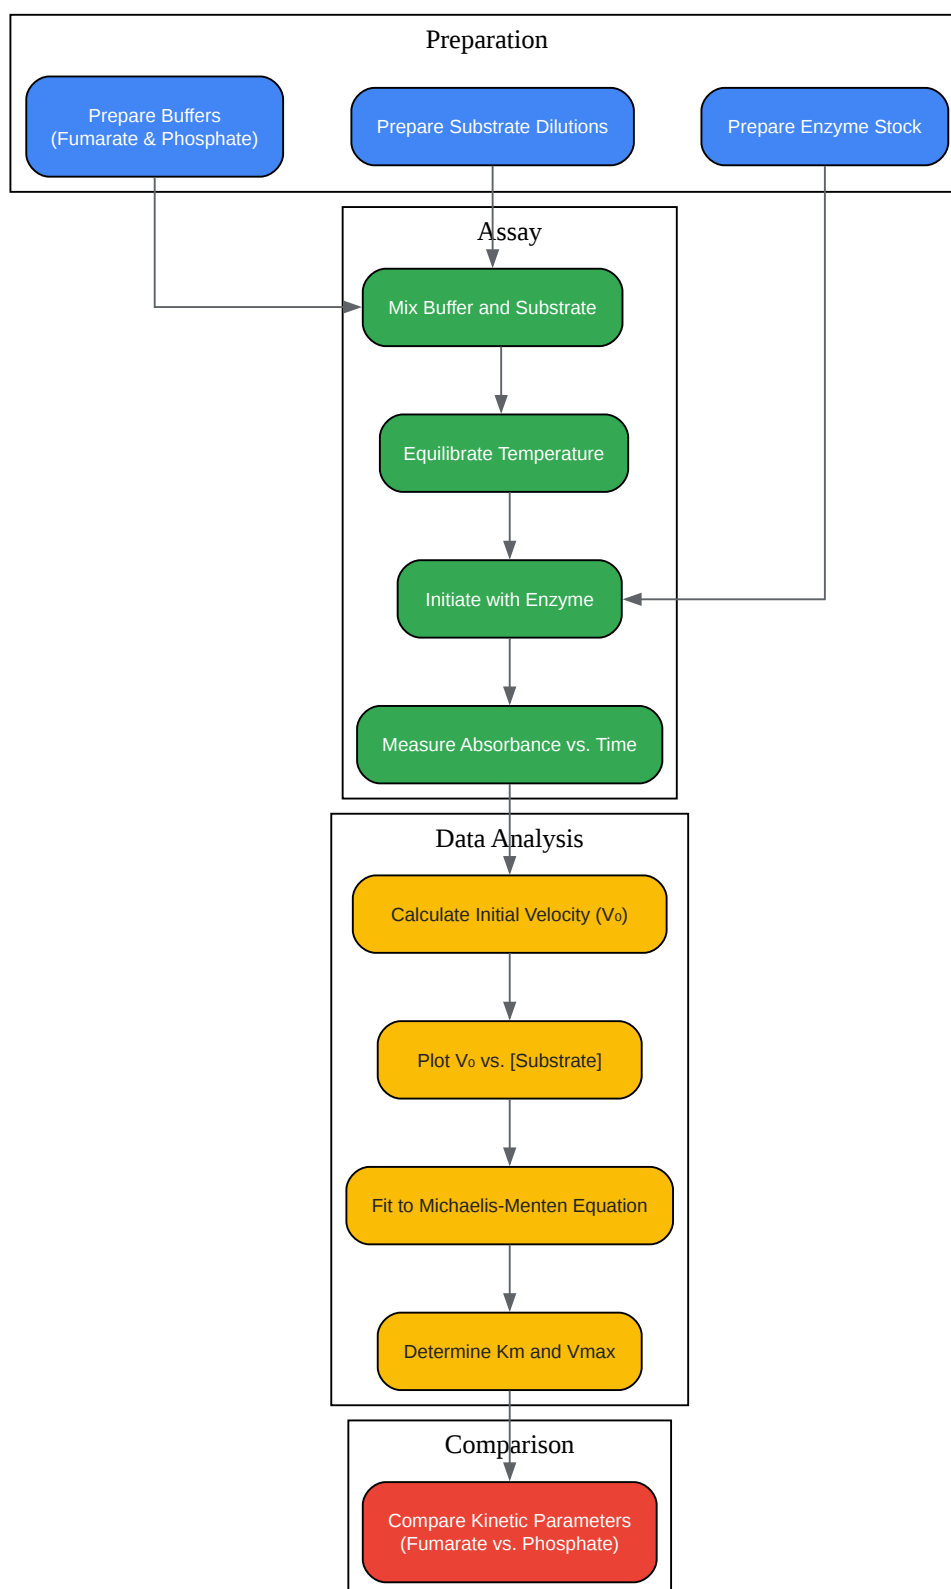 Preparation
Prepare Buffers
(Fumarate & Phosphate)
Prepare Substrate Dilutions
Prepare Enzyme Stock
Assay
Mix Buffer and Substrate
Equilibrate Temperature
Initiate with Enzyme
Measure Absorbance vs. Time
Data Analysis
Calculate Initial Velocity (V₀)
Plot V₀ vs. [Substrate]
Fit to Michaelis-Menten Equation
Determine Km and Vmax
Comparison
Compare Kinetic Parameters
(Fumarate vs. Phosphate)